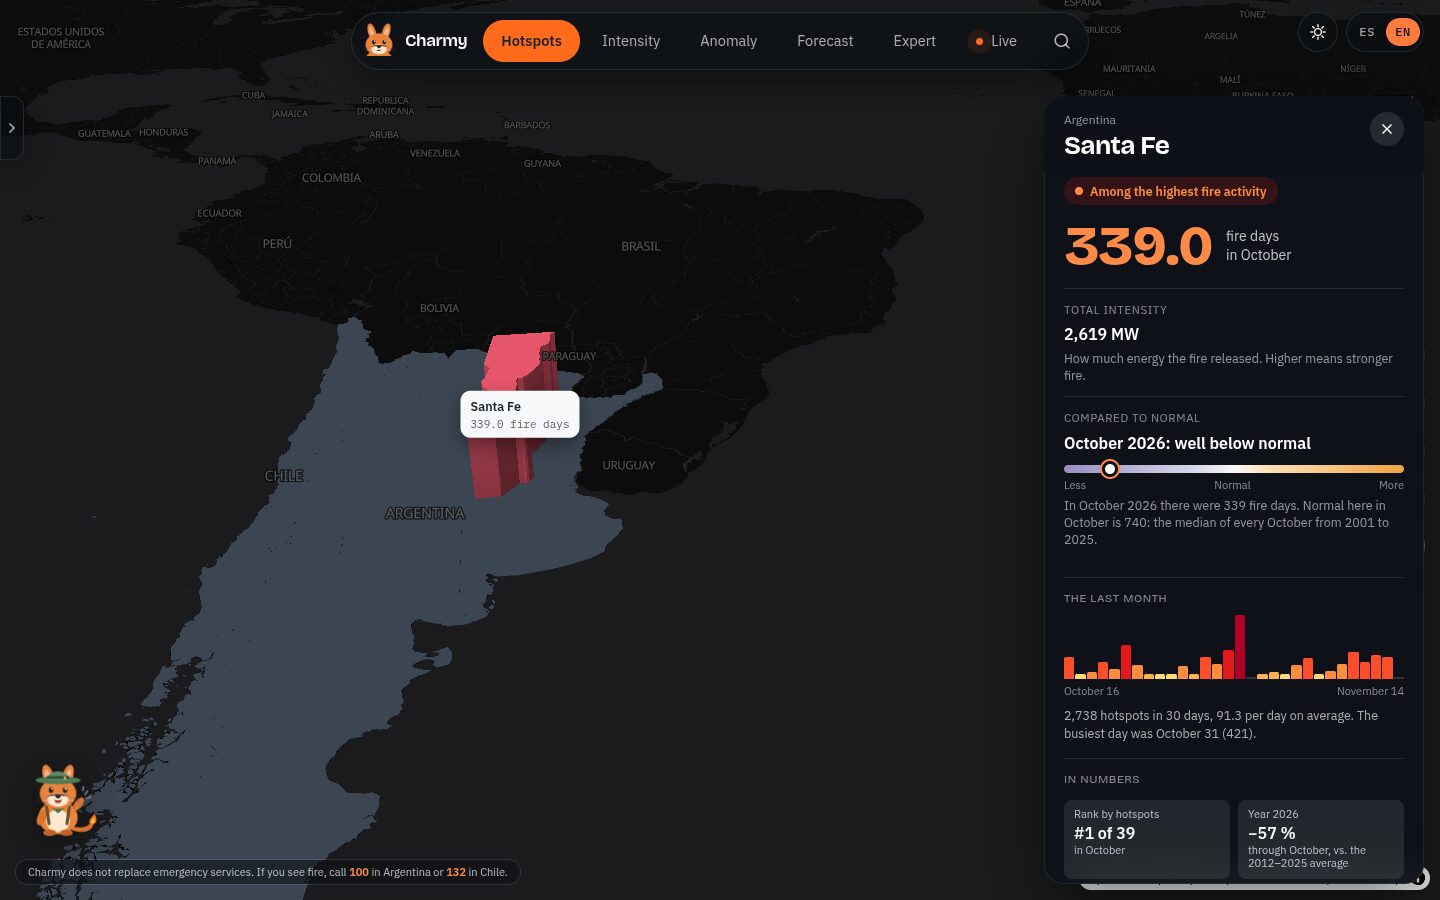 Charmy
Hotspots
Intensity
Anomaly
Forecast
Expert
Live
ES
EN
ESTADOS UNIDOS
DE AMÉRICA
ESPAÑA
RRUECOS
TÚNEZ
ARGELIA
MAURITANIA
MALÍ
NÍGER
SENEGAL
BURKINA FASO
CUBA
JAMAICA
REPÚBLICA
DOMINICANA
GUATEMALA
HONDURAS
ARUBA
BARBADOS
PANAMÁ
VENEZUELA
GUYANA
COLOMBIA
ECUADOR
PERÚ
BRASIL
BOLIVIA
PARAGUAY
Santa Fe
339.0 fire days
CHILE
URUGUAY
ARGENTINA
Argentina
Santa Fe
Among the highest fire activity
339.0
fire days
in October
TOTAL INTENSITY
2,619 MW
How much energy the fire released. Higher means stronger
fire.
COMPARED TO NORMAL
October 2026: well below normal
Less
Normal
More
In October 2026 there were 339 fire days. Normal here in
October is 740: the median of every October from 2001 to
2025.
THE LAST MONTH
October 16
November 14
2,738 hotspots in 30 days, 91.3 per day on average. The
busiest day was October 31 (421).
IN NUMBERS
Rank by hotspots
#1 of 39
in October
Year 2026
−57 %
through October, vs. the
2012–2025 average
Charmy does not replace emergency services. If you see fire, call 100 in Argentina or 132 in Chile.